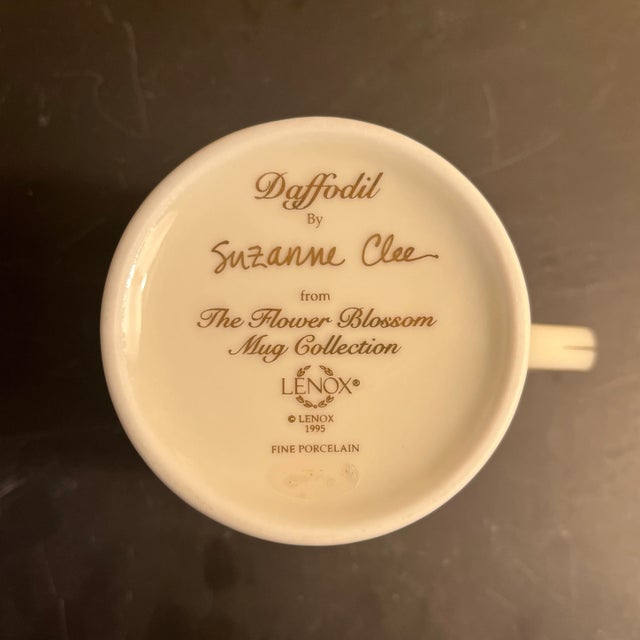 Daffodil
By
Suzanne Clee
from
The Flower Blossom
Mug Collection
LENOX®
© LENOX
1995
FINE PORCELAIN